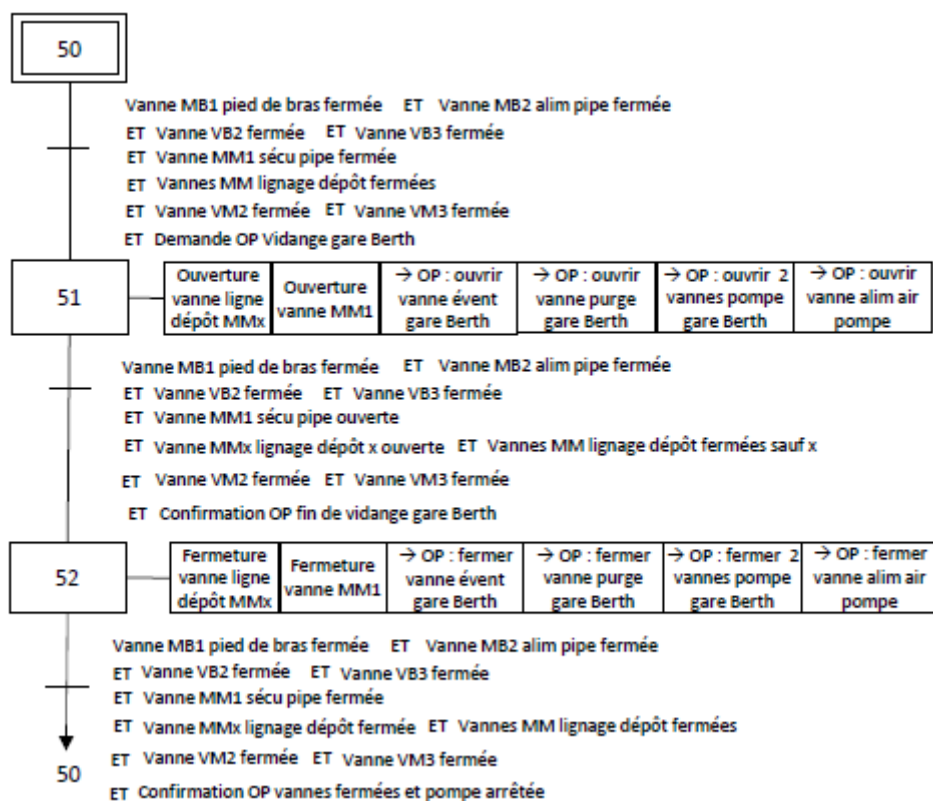 50
Vanne MB1 pied de bras fermée ET Vanne MB2 alim pipe fermée
ET Vanne VB2 fermée ET Vanne VB3 fermée
ET Vanne MM1 sécu pipe fermée
ET Vannes MM lignage dépôt fermées
ET Vanne VM2 fermée ET Vanne VM3 fermée
ET Demande OP Vidange gare Berth
51
Ouverture
vanne ligne
dépôt MMx
Ouverture
vanne MM1
→ OP : ouvrir
vanne évent
gare Berth
→ OP : ouvrir
vanne purge
gare Berth
→ OP : ouvrir 2
vannes pompe
gare Berth
→ OP : ouvrir
vanne alim air
pompe
Vanne MB1 pied de bras fermée ET Vanne MB2 alim pipe fermée
ET Vanne VB2 fermée ET Vanne VB3 fermée
ET Vanne MM1 sécu pipe ouverte
ET Vanne MMx lignage dépôt x ouverte ET Vannes MM lignage dépôt fermées sauf x
ET Vanne VM2 fermée ET Vanne VM3 fermée
ET Confirmation OP fin de vidange gare Berth
52
Fermeture
vanne ligne
dépôt MMx
Fermeture
vanne MM1
→ OP : fermer
vanne évent
gare Berth
→ OP : fermer
vanne purge
gare Berth
→ OP : fermer 2
vannes pompe
gare Berth
→ OP : fermer
vanne alim air
pompe
Vanne MB1 pied de bras fermée ET Vanne MB2 alim pipe fermée
ET Vanne VB2 fermée ET Vanne VB3 fermée
ET Vanne MM1 sécu pipe fermée
ET Vanne MMx lignage dépôt fermée ET Vannes MM lignage dépôt fermées
ET Vanne VM2 fermée ET Vanne VM3 fermée
50
ET Confirmation OP vannes fermées et pompe arrêtée